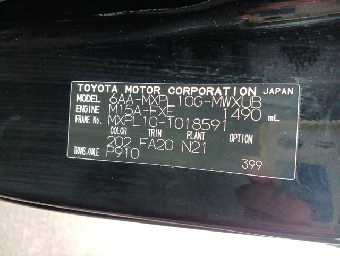 TOYOTA MOTOR CORPORATION JAPAN
MODEL 6AA-MXPL10G-MWXUB
ENGINE M15A-FXE 1490 mL
FRAME No. MXPL10-1018591
COLOR TRIM PLANT OPTION
202 FA20 N21
TRANS./AXLE P910
399